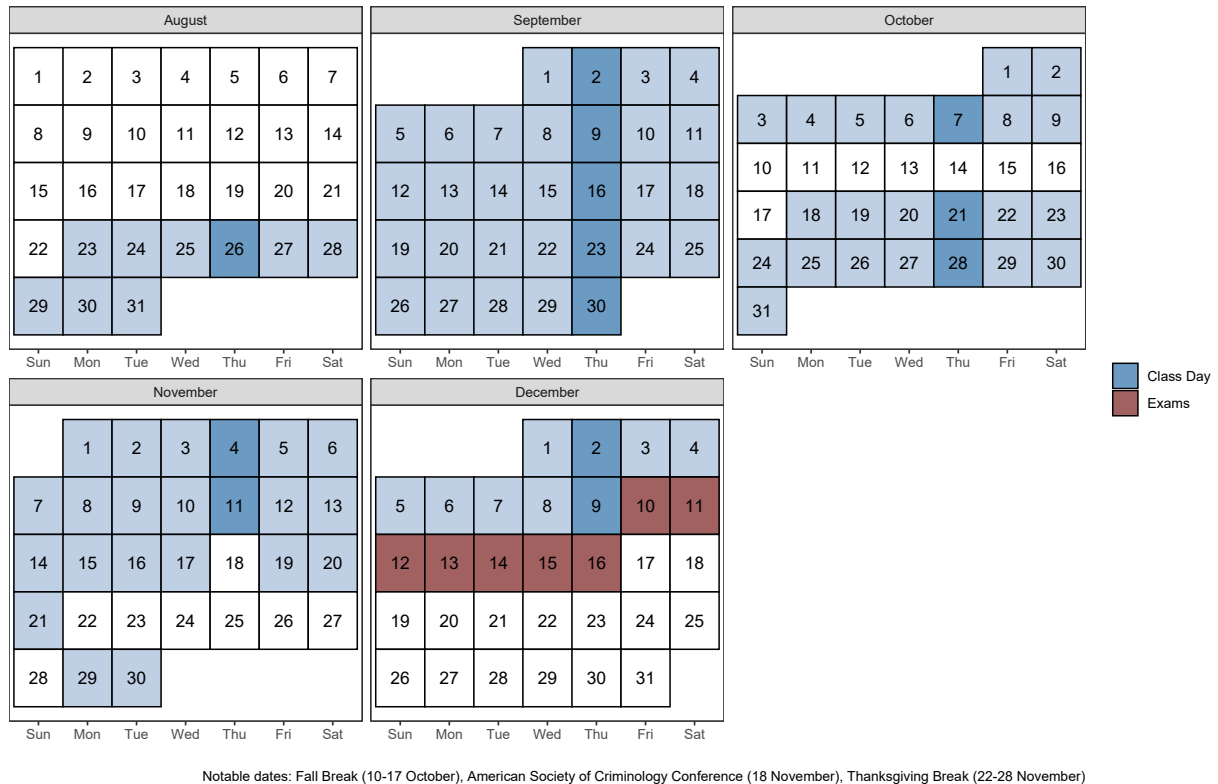 August
1 2 3 4 5 6 7
8 9 10 11 12 13 14
15 16 17 18 19 20 21
22 23 24 25 26 27 28
29 30 31
Sun Mon Tue Wed Thu Fri Sat
September
1 2 3 4
5 6 7 8 9 10 11
12 13 14 15 16 17 18
19 20 21 22 23 24 25
26 27 28 29 30
Sun Mon Tue Wed Thu Fri Sat
October
1 2
3 4 5 6 7 8 9
10 11 12 13 14 15 16
17 18 19 20 21 22 23
24 25 26 27 28 29 30
31
Sun Mon Tue Wed Thu Fri Sat
November
1 2 3 4 5 6
7 8 9 10 11 12 13
14 15 16 17 18 19 20
21 22 23 24 25 26 27
28 29 30
Sun Mon Tue Wed Thu Fri Sat
December
1 2 3 4
5 6 7 8 9 10 11
12 13 14 15 16 17 18
19 20 21 22 23 24 25
26 27 28 29 30 31
Sun Mon Tue Wed Thu Fri Sat
Class Day
Exams
Notable dates: Fall Break (10-17 October), American Society of Criminology Conference (18 November), Thanksgiving Break (22-28 November)